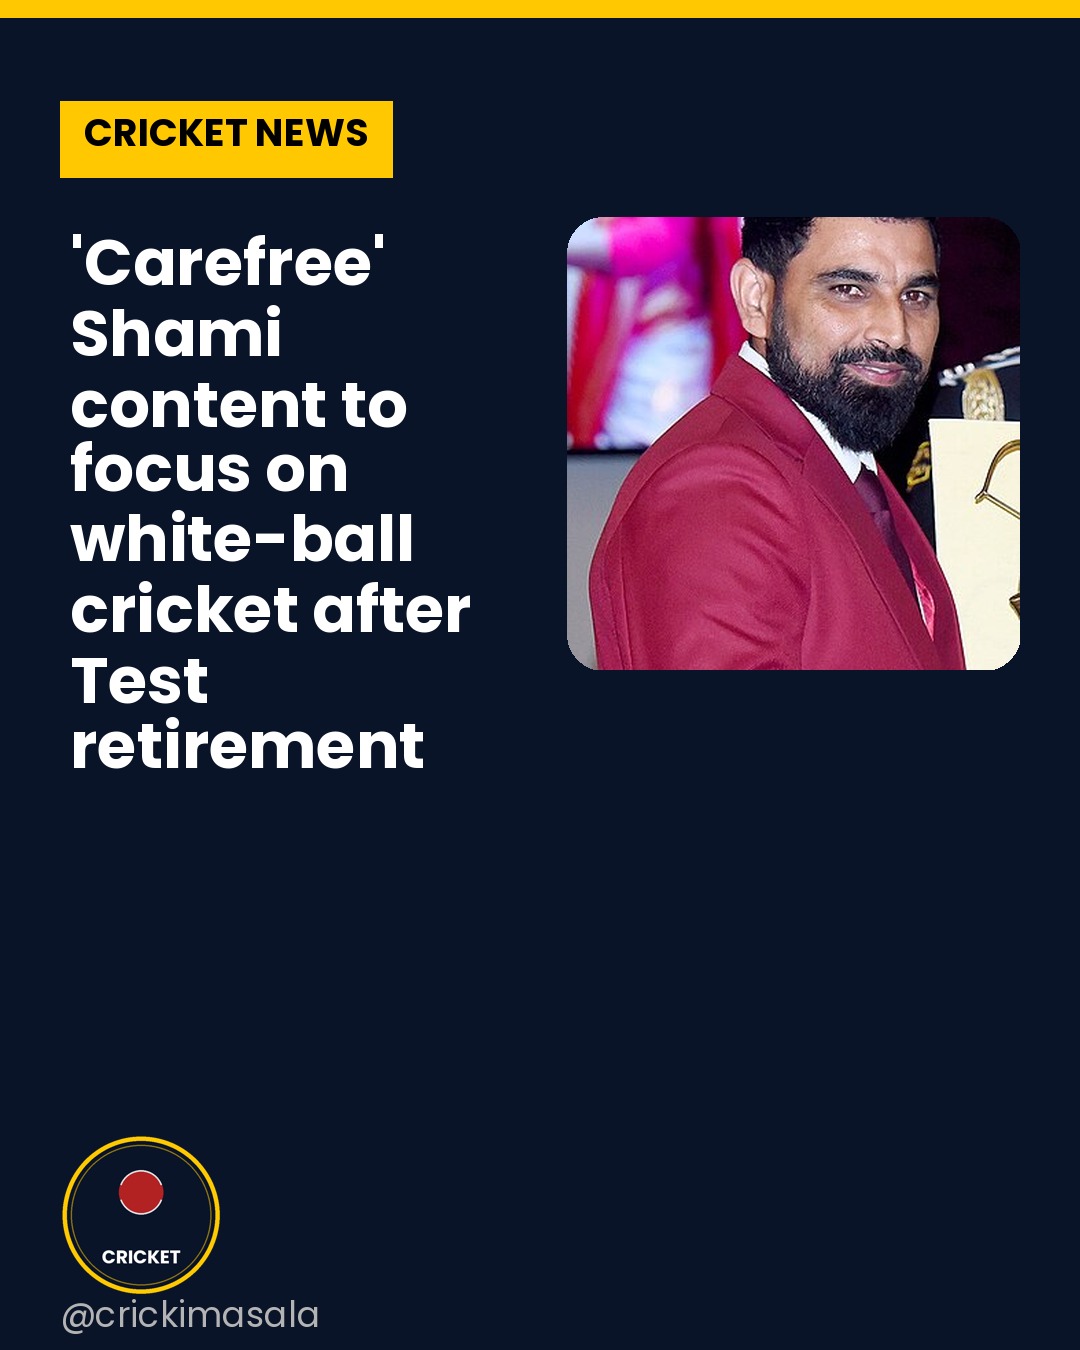 CRICKET NEWS
'Carefree'
Shami
content to
focus on
white-ball
cricket after
Test
retirement
CRICKET
@crickimasala